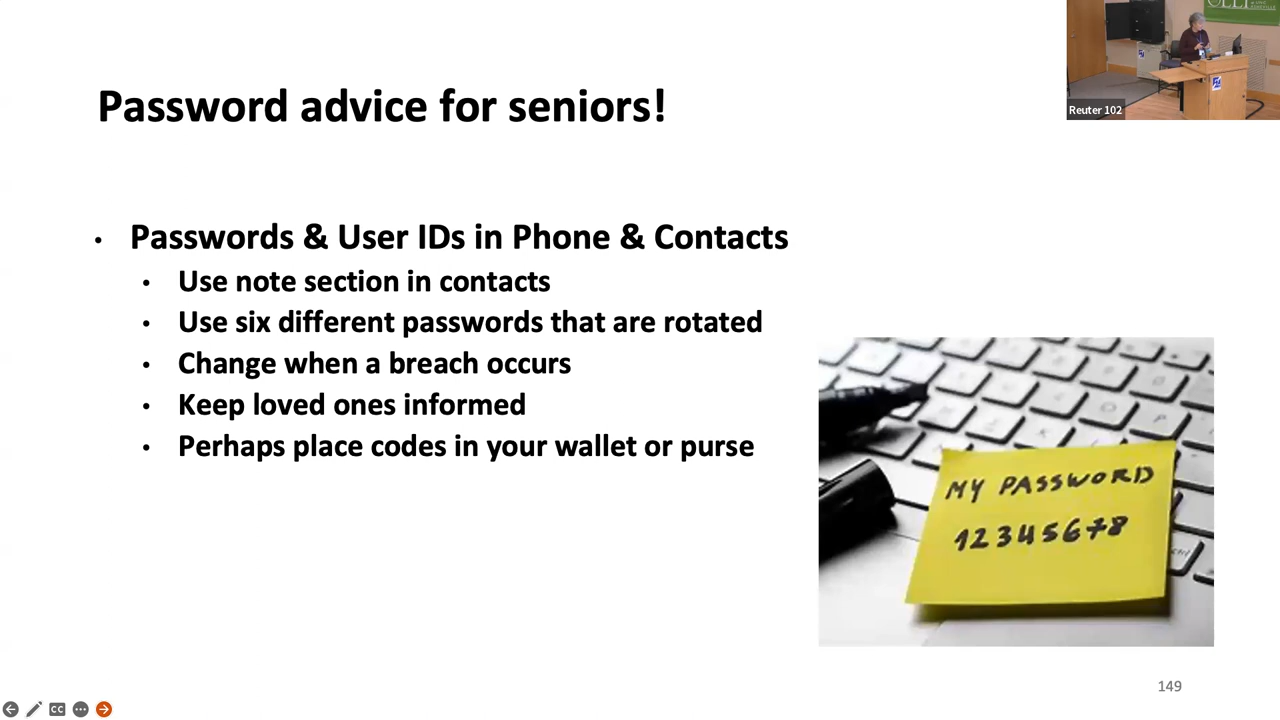 Password advice for seniors!
Reuter 102
• Passwords & User IDs in Phone & Contacts
• Use note section in contacts
• Use six different passwords that are rotated
• Change when a breach occurs
• Keep loved ones informed
• Perhaps place codes in your wallet or purse
MY PASSWORD
12345678
149
CC